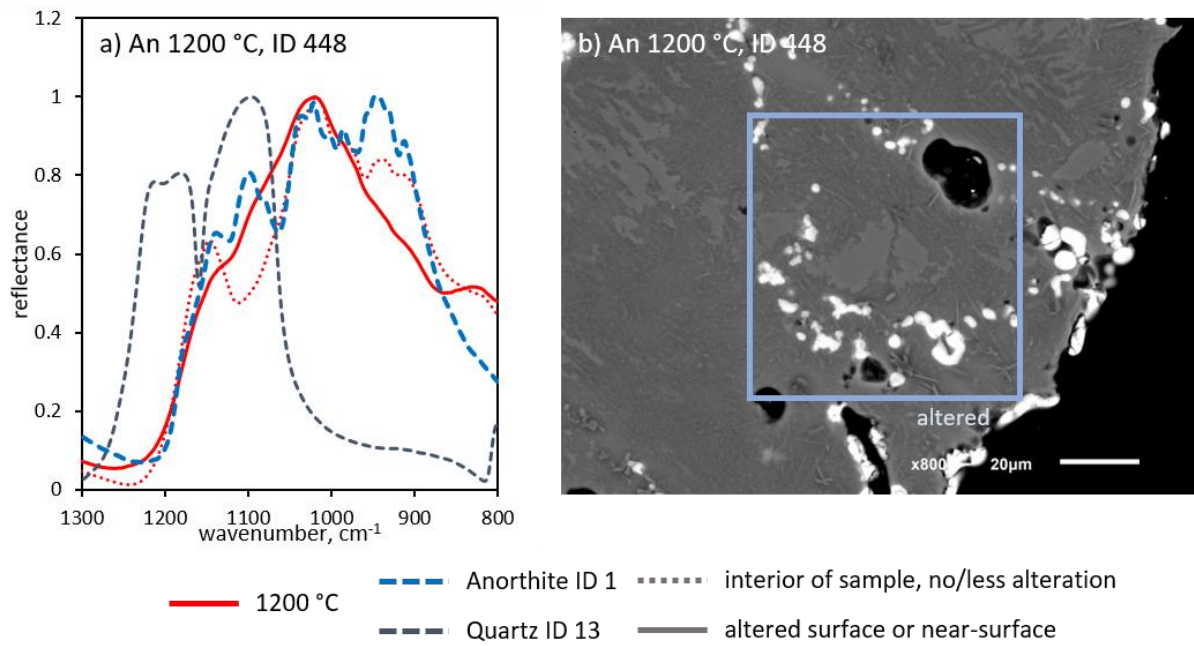 a) An 1200 °C, ID 448
reflectance
1.2
1
0.8
0.6
0.4
0.2
0
1300
1200
1100
1000
900
800
wavenumber, cm-1
b) An 1200 °C, ID 448
altered
x800
20µm
1200 °C
Anorthite ID 1
Quartz ID 13
interior of sample, no/less alteration
altered surface or near-surface